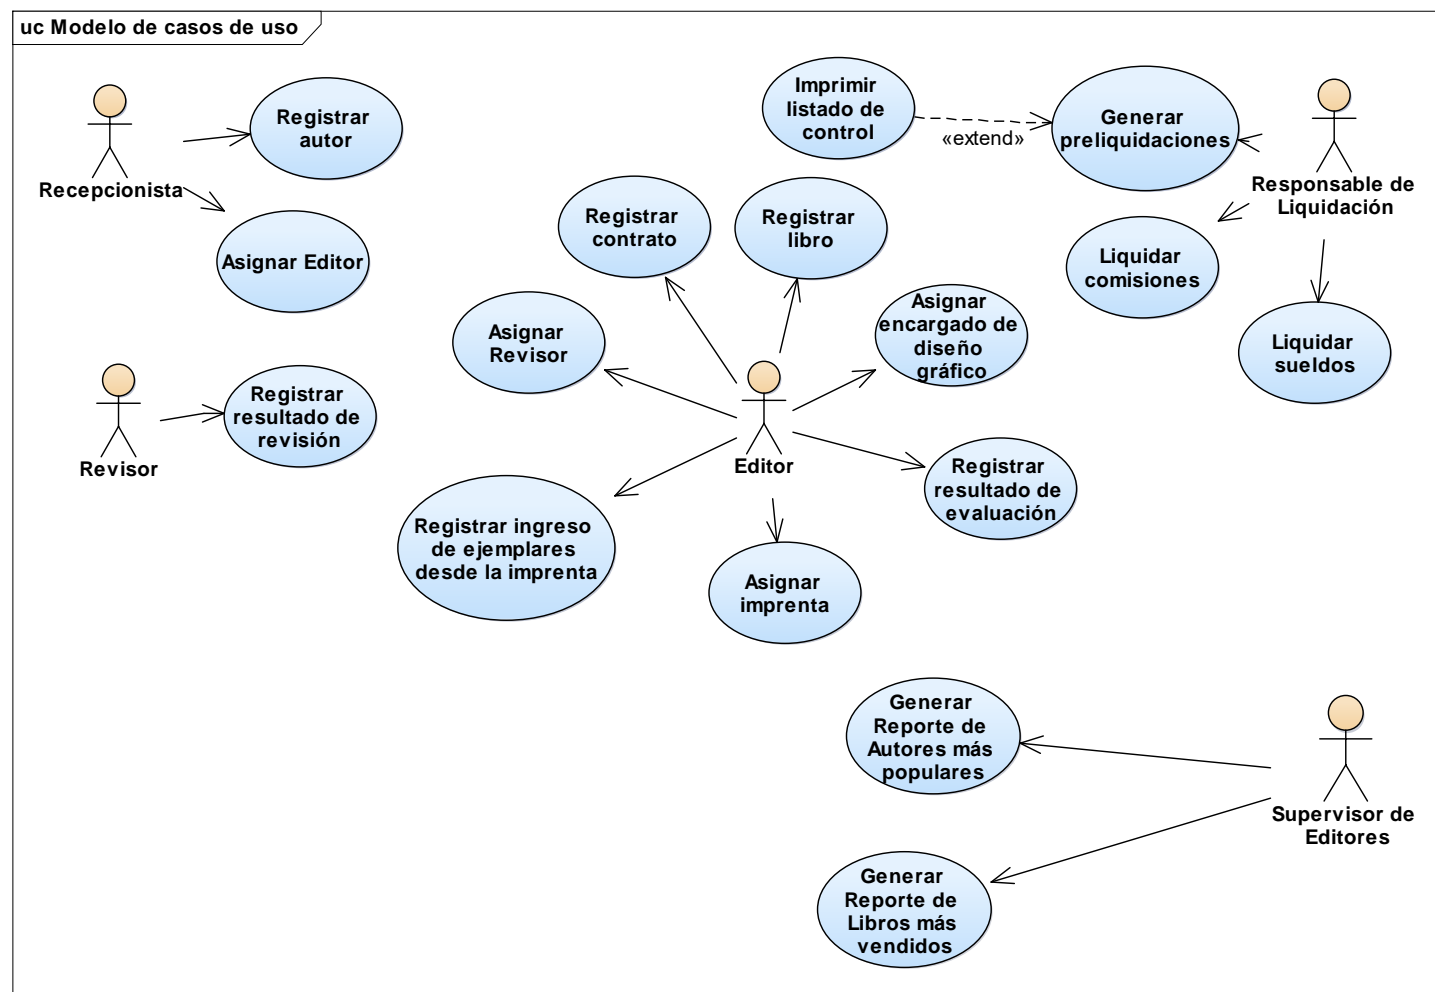 uc Modelo de casos de uso
Recepcionista
Registrar
autor
Asignar Editor
Imprimir
listado de
control
«extend»
Generar
preliquidaciones
Responsable de
Liquidación
Liquidar
comisiones
Liquidar
sueldos
Registrar
contrato
Registrar
libro
Asignar
Revisor
Asignar
encargado de
diseño
gráfico
Revisor
Registrar
resultado de
revisión
Editor
Registrar
resultado de
evaluación
Registrar ingreso
de ejemplares
desde la imprenta
Asignar
imprenta
Generar
Reporte de
Autores más
populares
Supervisor de
Editores
Generar
Reporte de
Libros más
vendidos